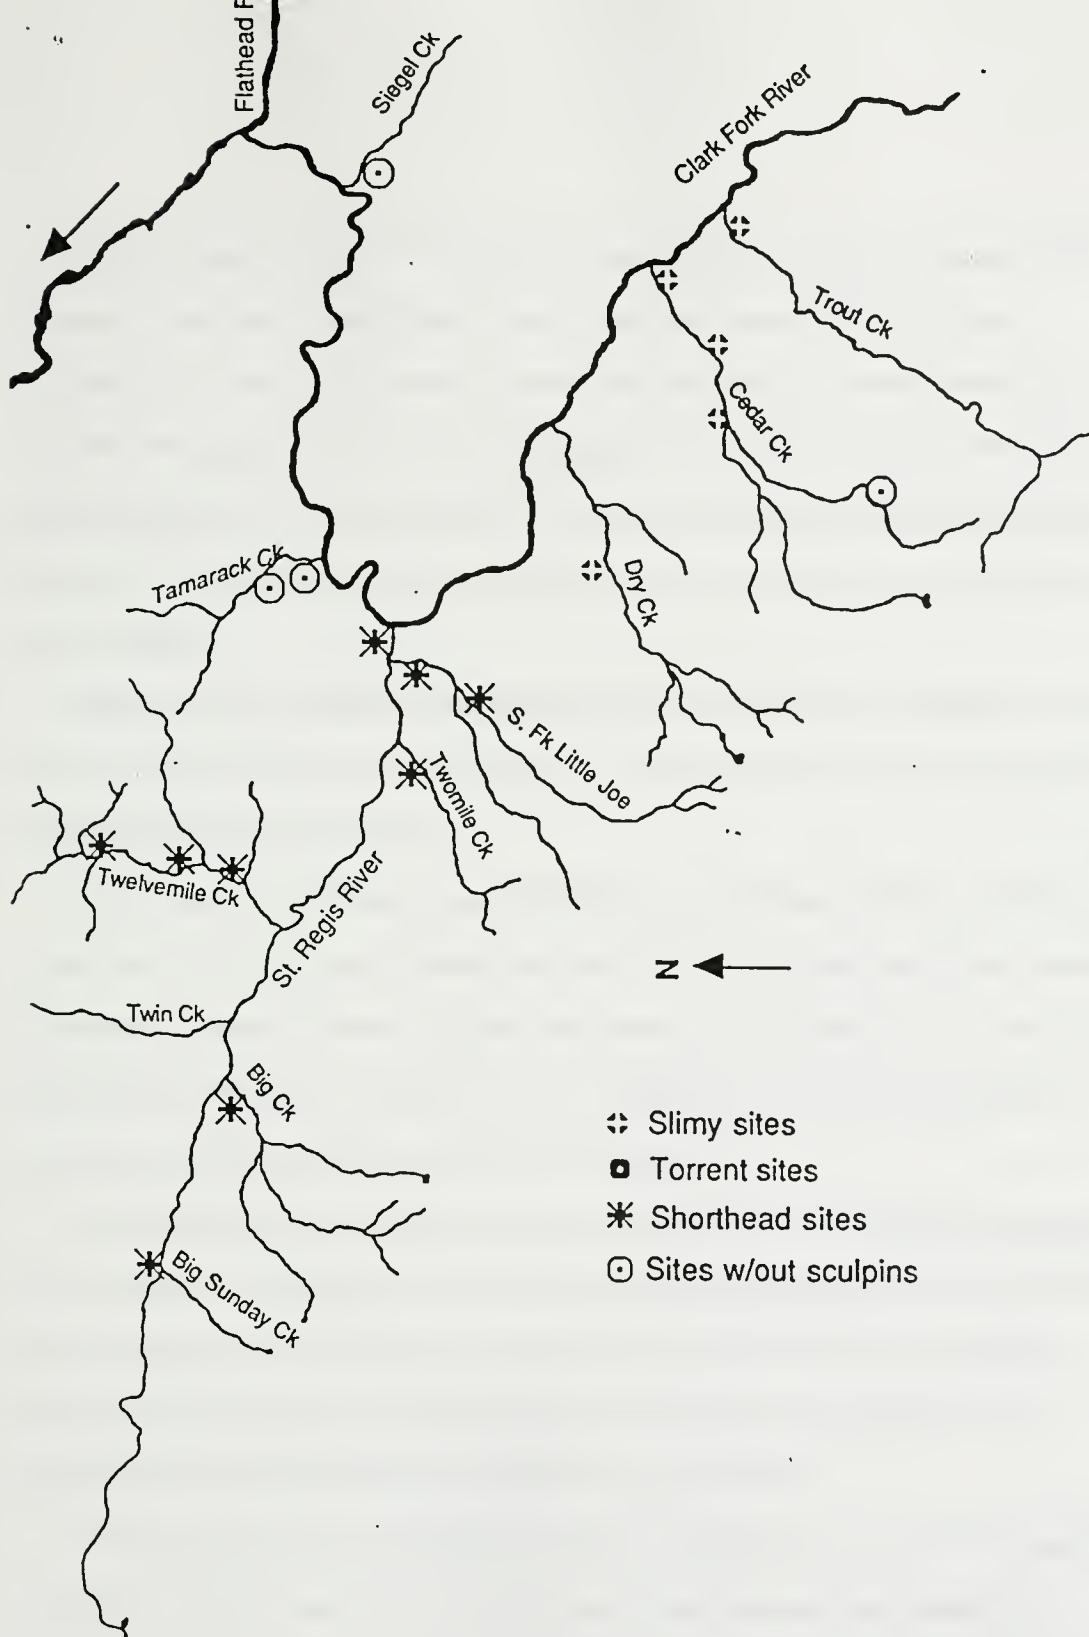 Flathead
Siegel Ck
Clark Fork River
Trout Ck
Cedar Ck
Tamarack Ck
Dry Ck
S. Fk Little Joe
Twomile Ck
Twelvemile Ck
St. Regis River
Twin Ck
N
Big Ck
Big Sunday Ck
Slimy sites
Torrent sites
Shorthead sites
Sites w/out sculpins